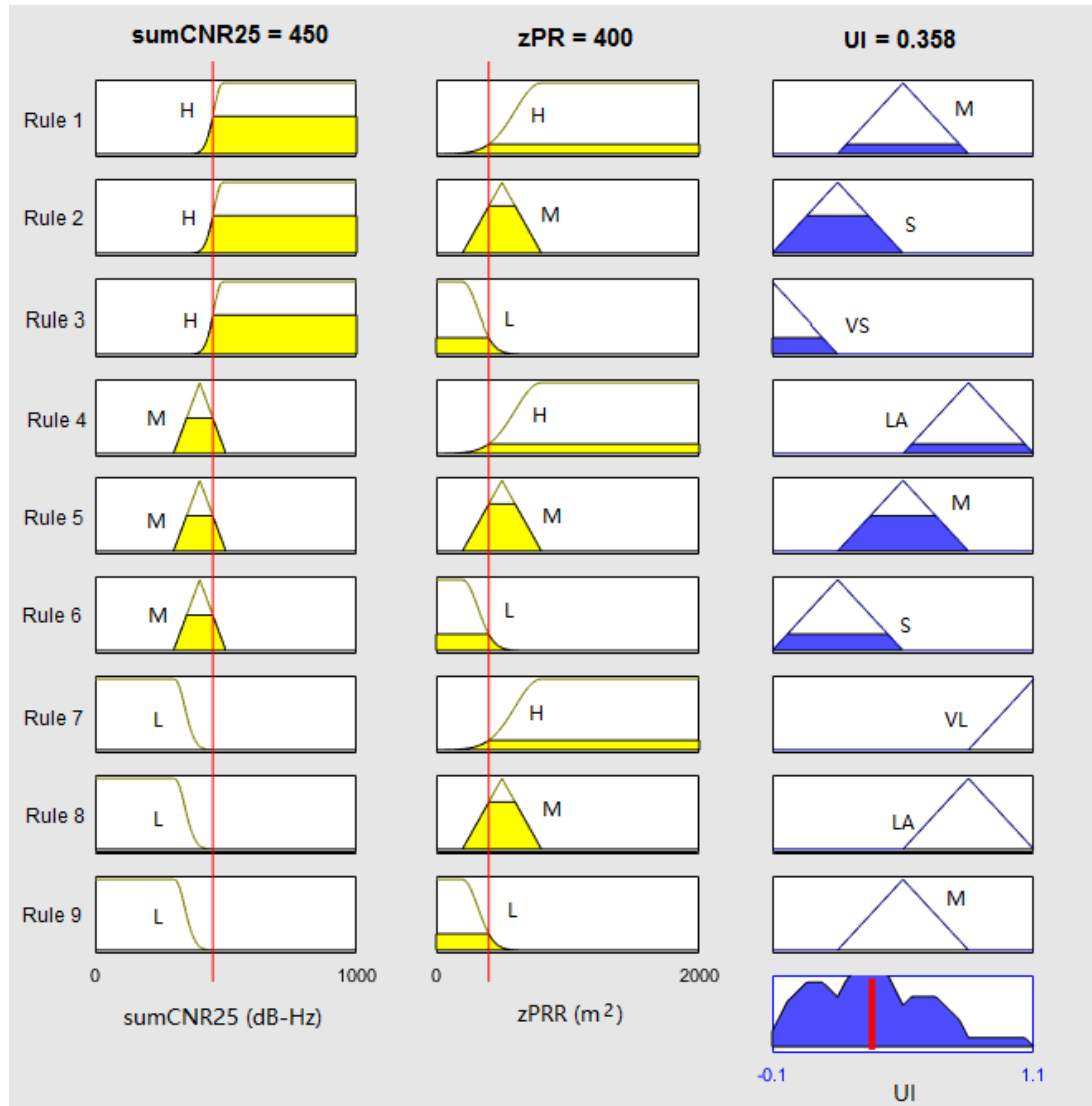 sumCNR25 = 450 zPR = 400 UI = 0.358
Rule 1 H H M
Rule 2 H M S
Rule 3 H L VS
Rule 4 M H LA
Rule 5 M M M
Rule 6 M L S
Rule 7 L H VL
Rule 8 L M LA
Rule 9 L L M
0 1000 0 2000
sumCNR25 (dB-Hz) zPRR (m²)
-0.1 1.1
UI